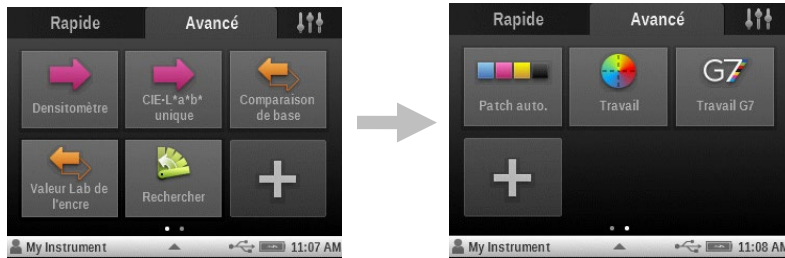 Rapide
Avancé
Densitomètre
CIE-L*a*b*
unique
Comparaison
de base
Valeur Lab de
l'encre
Rechercher
My Instrument
11:07 AM
Rapide
Avancé
G7
Patch auto.
Travail
Travail G7
My Instrument
11:08 AM